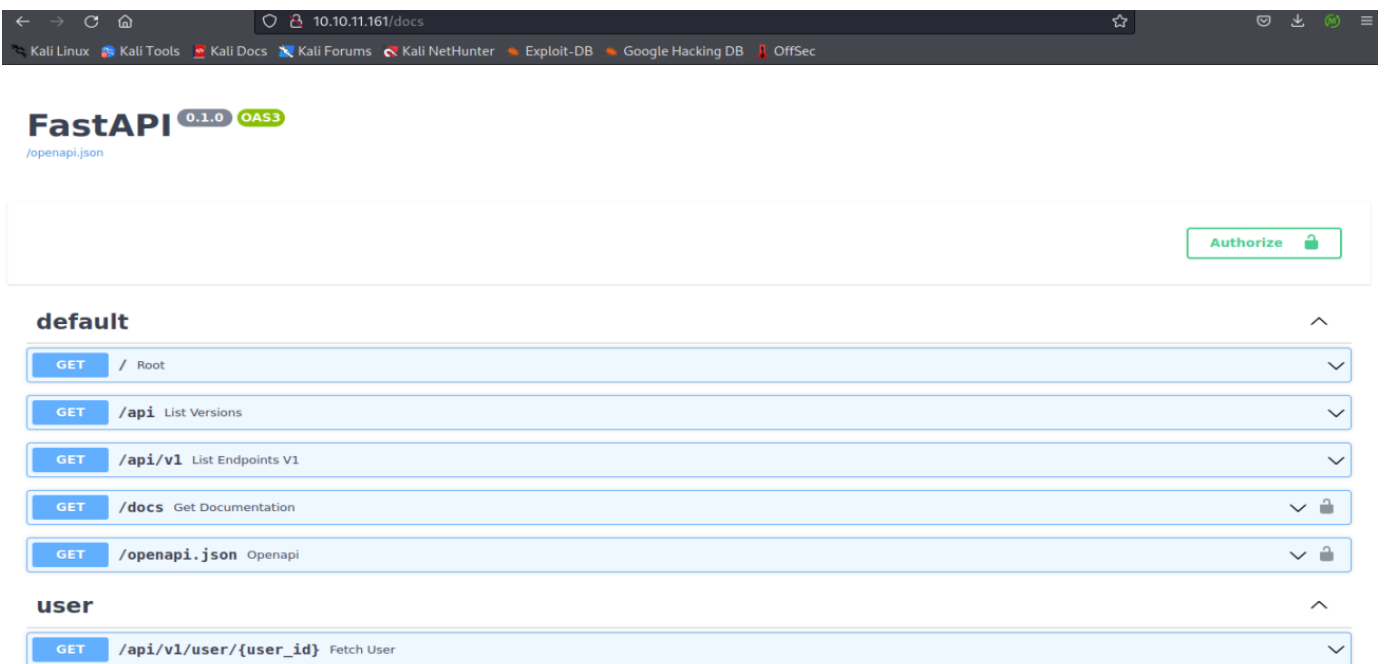 10.10.11.161/docs
Kali Linux Kali Tools Kali Docs Kali Forums Kali NetHunter Exploit-DB Google Hacking DB OffSec
FastAPI 0.1.0 OAS3
/openapi.json
Authorize
default
GET / Root
GET /api List Versions
GET /api/v1 List Endpoints V1
GET /docs Get Documentation
GET /openapi.json Openapi
user
GET /api/v1/user/{user_id} Fetch User